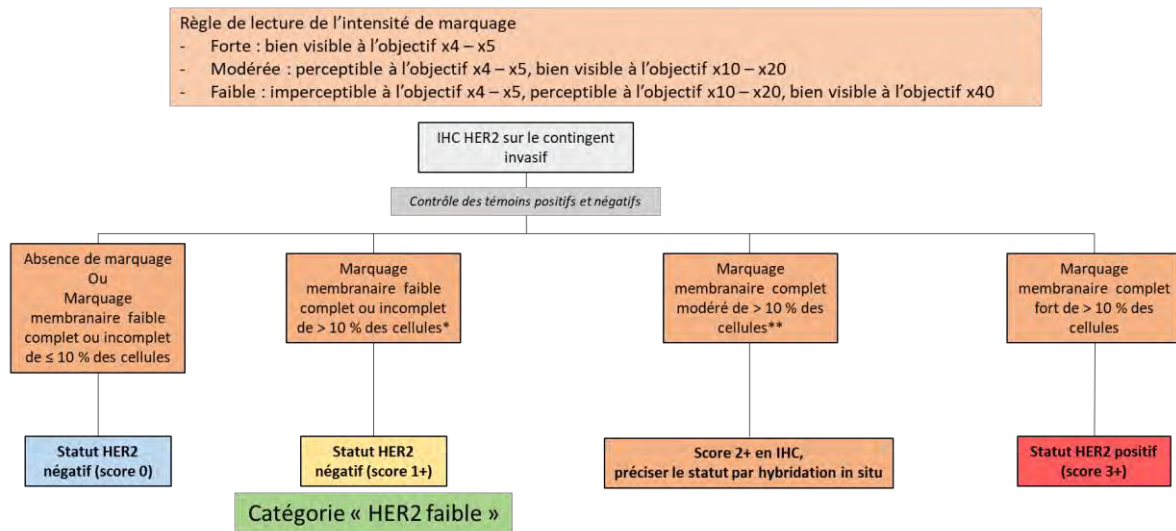 Règle de lecture de l’intensité de marquage
- Forte : bien visible à l’objectif x4 – x5
- Modérée : perceptible à l’objectif x4 – x5, bien visible à l’objectif x10 – x20
- Faible : imperceptible à l’objectif x4 – x5, perceptible à l’objectif x10 – x20, bien visible à l’objectif x40
IHC HER2 sur le contingent
invasif
Contrôle des témoins positifs et négatifs
Absence de marquage
Ou
Marquage
membranaire faible
complet ou incomplet
de ≤ 10 % des cellules
Marquage
membranaire faible
complet ou incomplet
de > 10 % des cellules*
Marquage
membranaire complet
modéré de > 10 % des
cellules**
Marquage
membranaire complet
fort de > 10 % des
cellules
Statut HER2
négatif (score 0)
Statut HER2
négatif (score 1+)
Score 2+ en IHC,
préciser le statut par hybridation in situ
Statut HER2 positif
(score 3+)
Catégorie « HER2 faible »